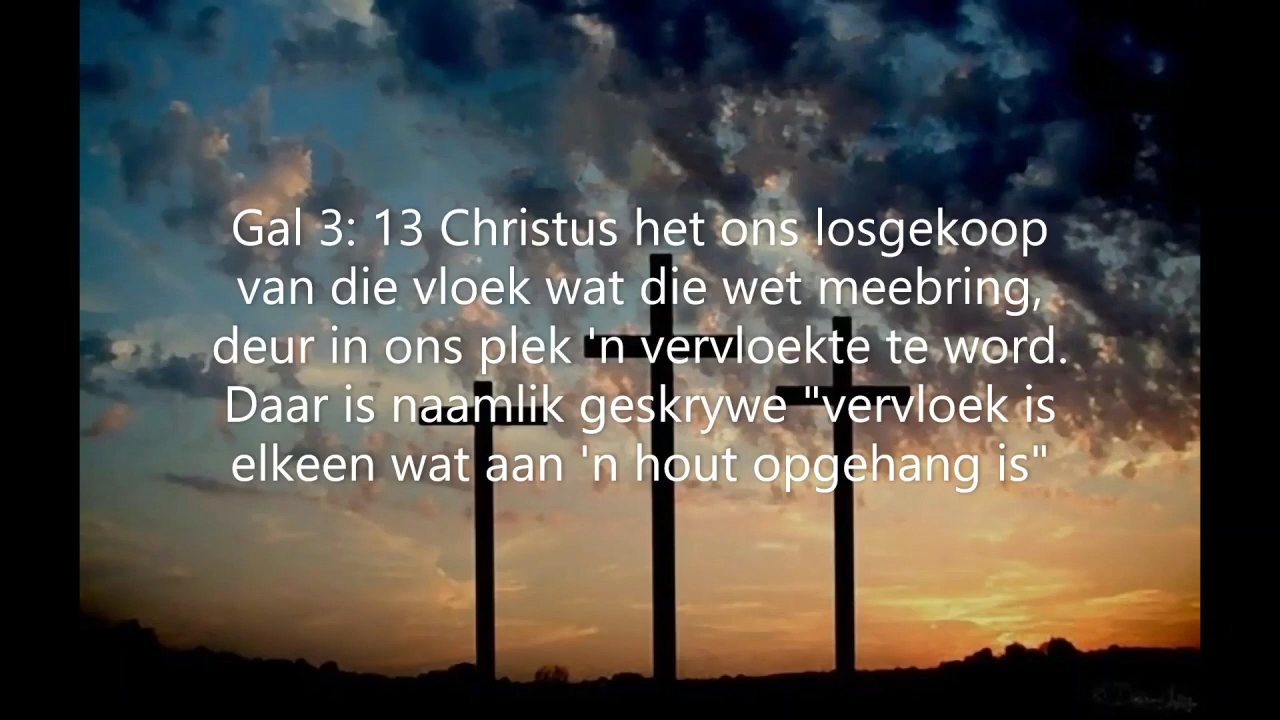 Gal 3: 13 Christus het ons losgekoop
van die vloek wat die wet meebring,
deur in ons plek 'n vervloekte te word.
Daar is naamlik geskrywe "vervloek is
elkeen wat aan 'n hout opgehang is"